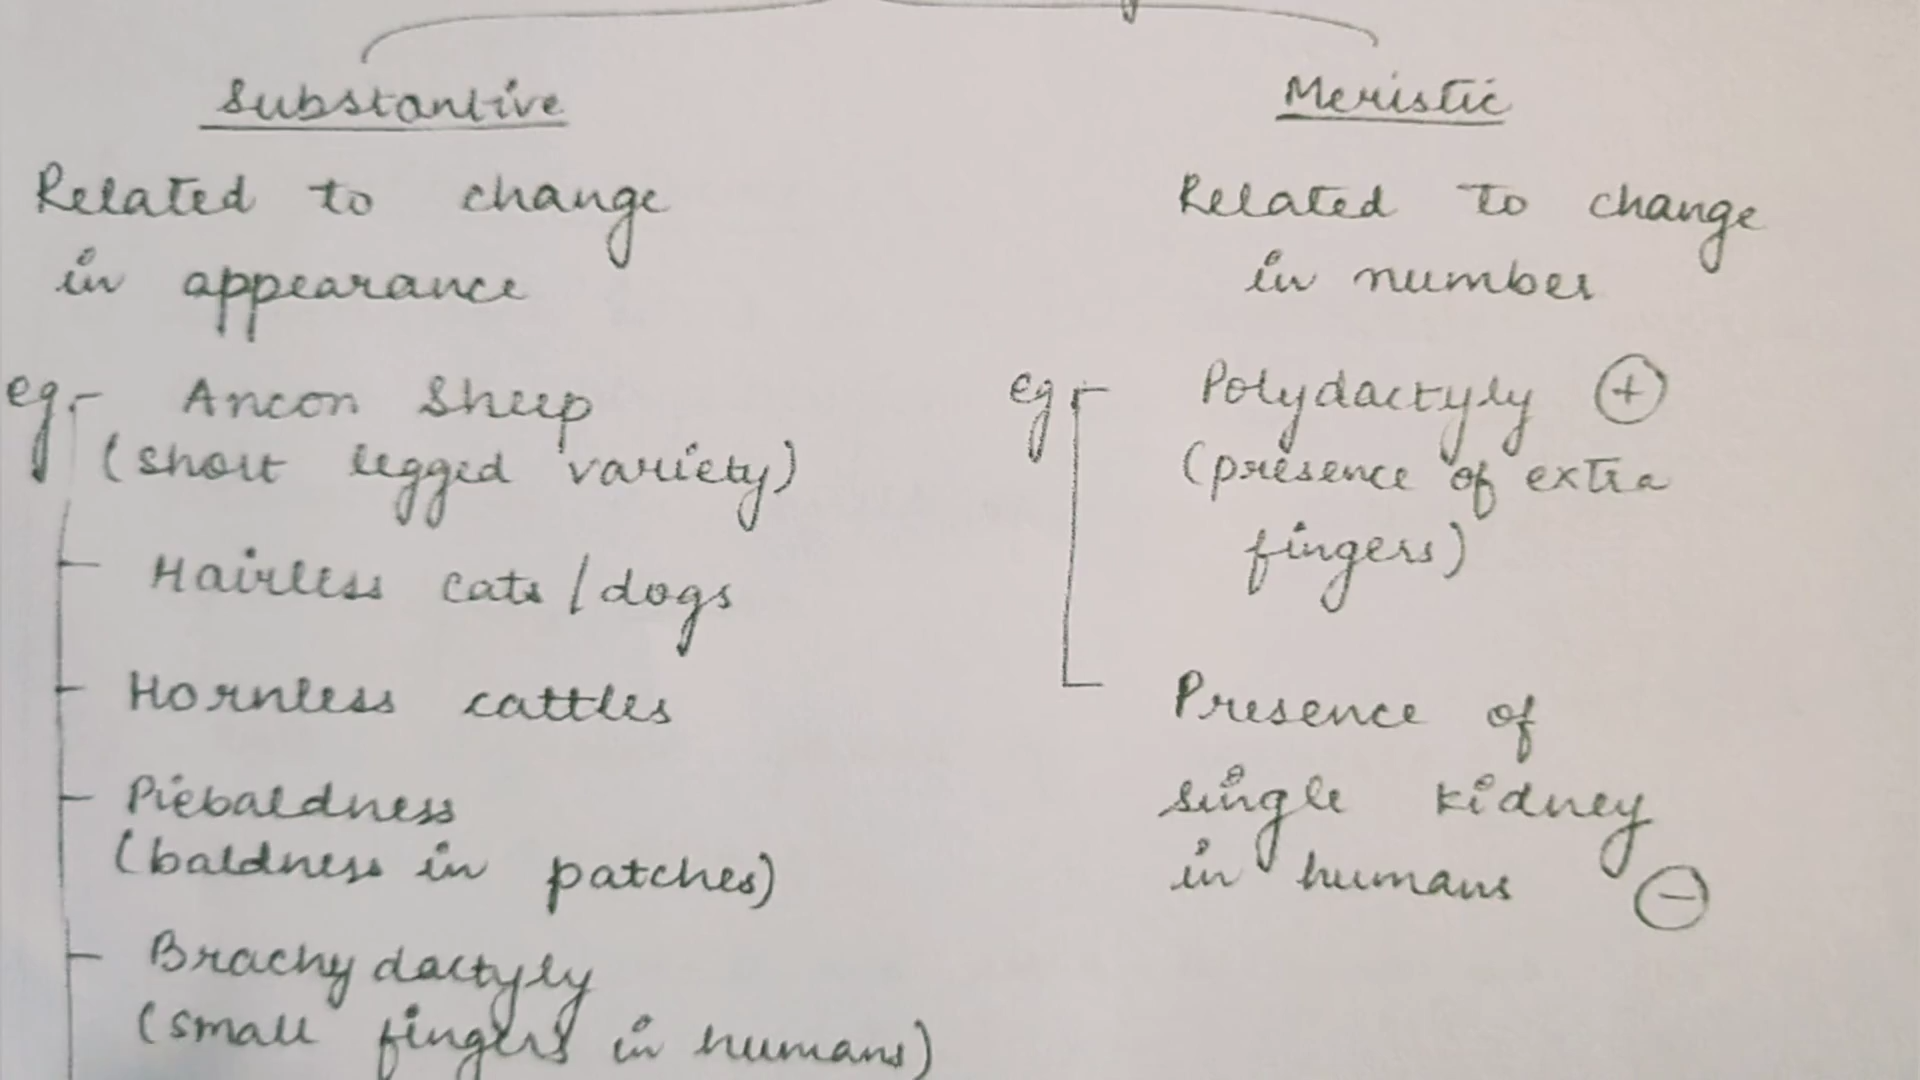 Substantive
Related to change
in appearance
eg Ancon Sheep
(short legged variety)
Hairless cats/dogs
Hornless cattles
Piebaldness
(baldness in patches)
Brachydactyly
(small fingers in humans)
Meristic
Related to change
in number
eg Polydactyly +
(presence of extra
fingers)
Presence of
single kidney
in humans -